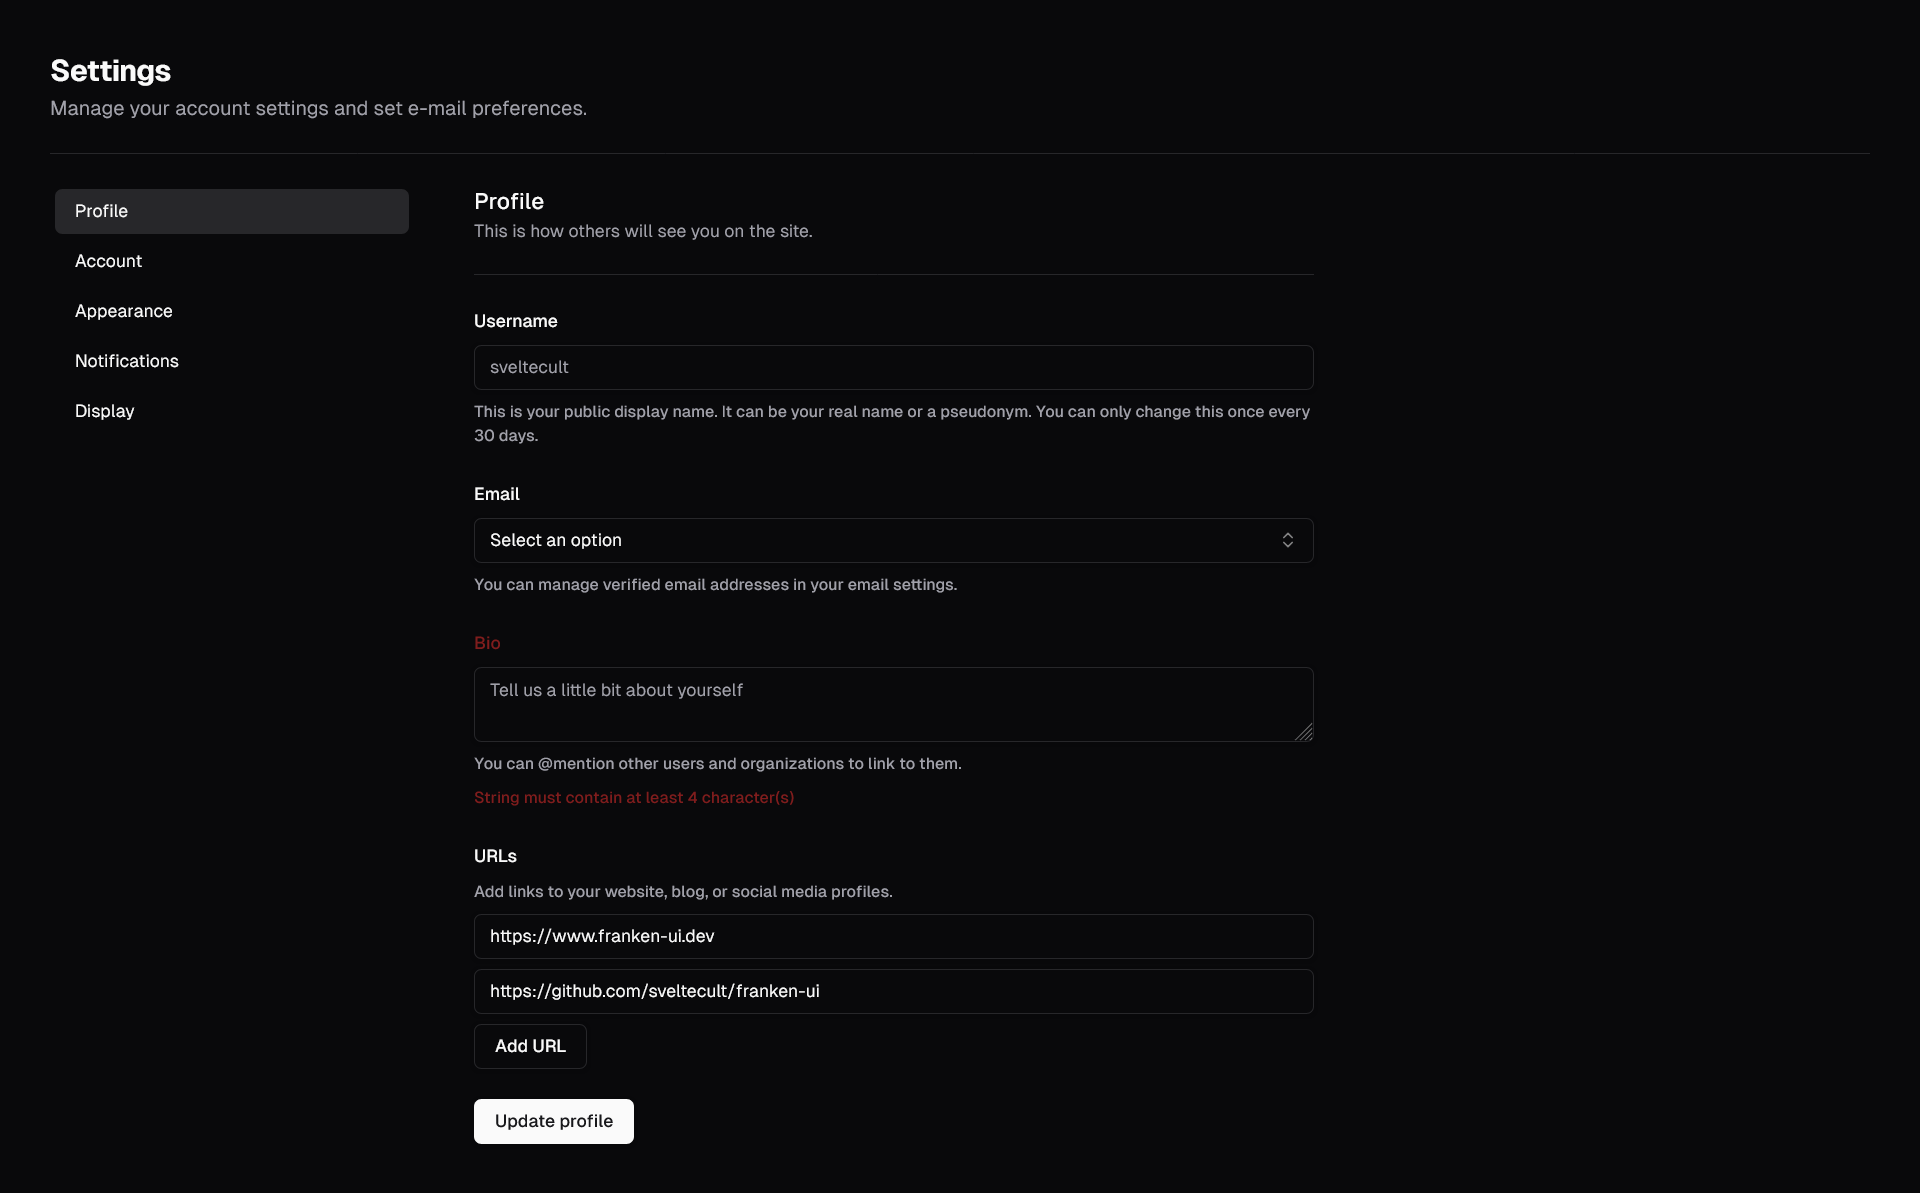 Settings
Manage your account settings and set e-mail preferences.
Profile
Account
Appearance
Notifications
Display
Profile
This is how others will see you on the site.
Username
sveltecult
This is your public display name. It can be your real name or a pseudonym. You can only change this once every
30 days.
Email
Select an option
You can manage verified email addresses in your email settings.
Bio
Tell us a little bit about yourself
You can @mention other users and organizations to link to them.
String must contain at least 4 character(s)
URLs
Add links to your website, blog, or social media profiles.
https://www.franken-ui.dev
https://github.com/sveltecult/franken-ui
Add URL
Update profile